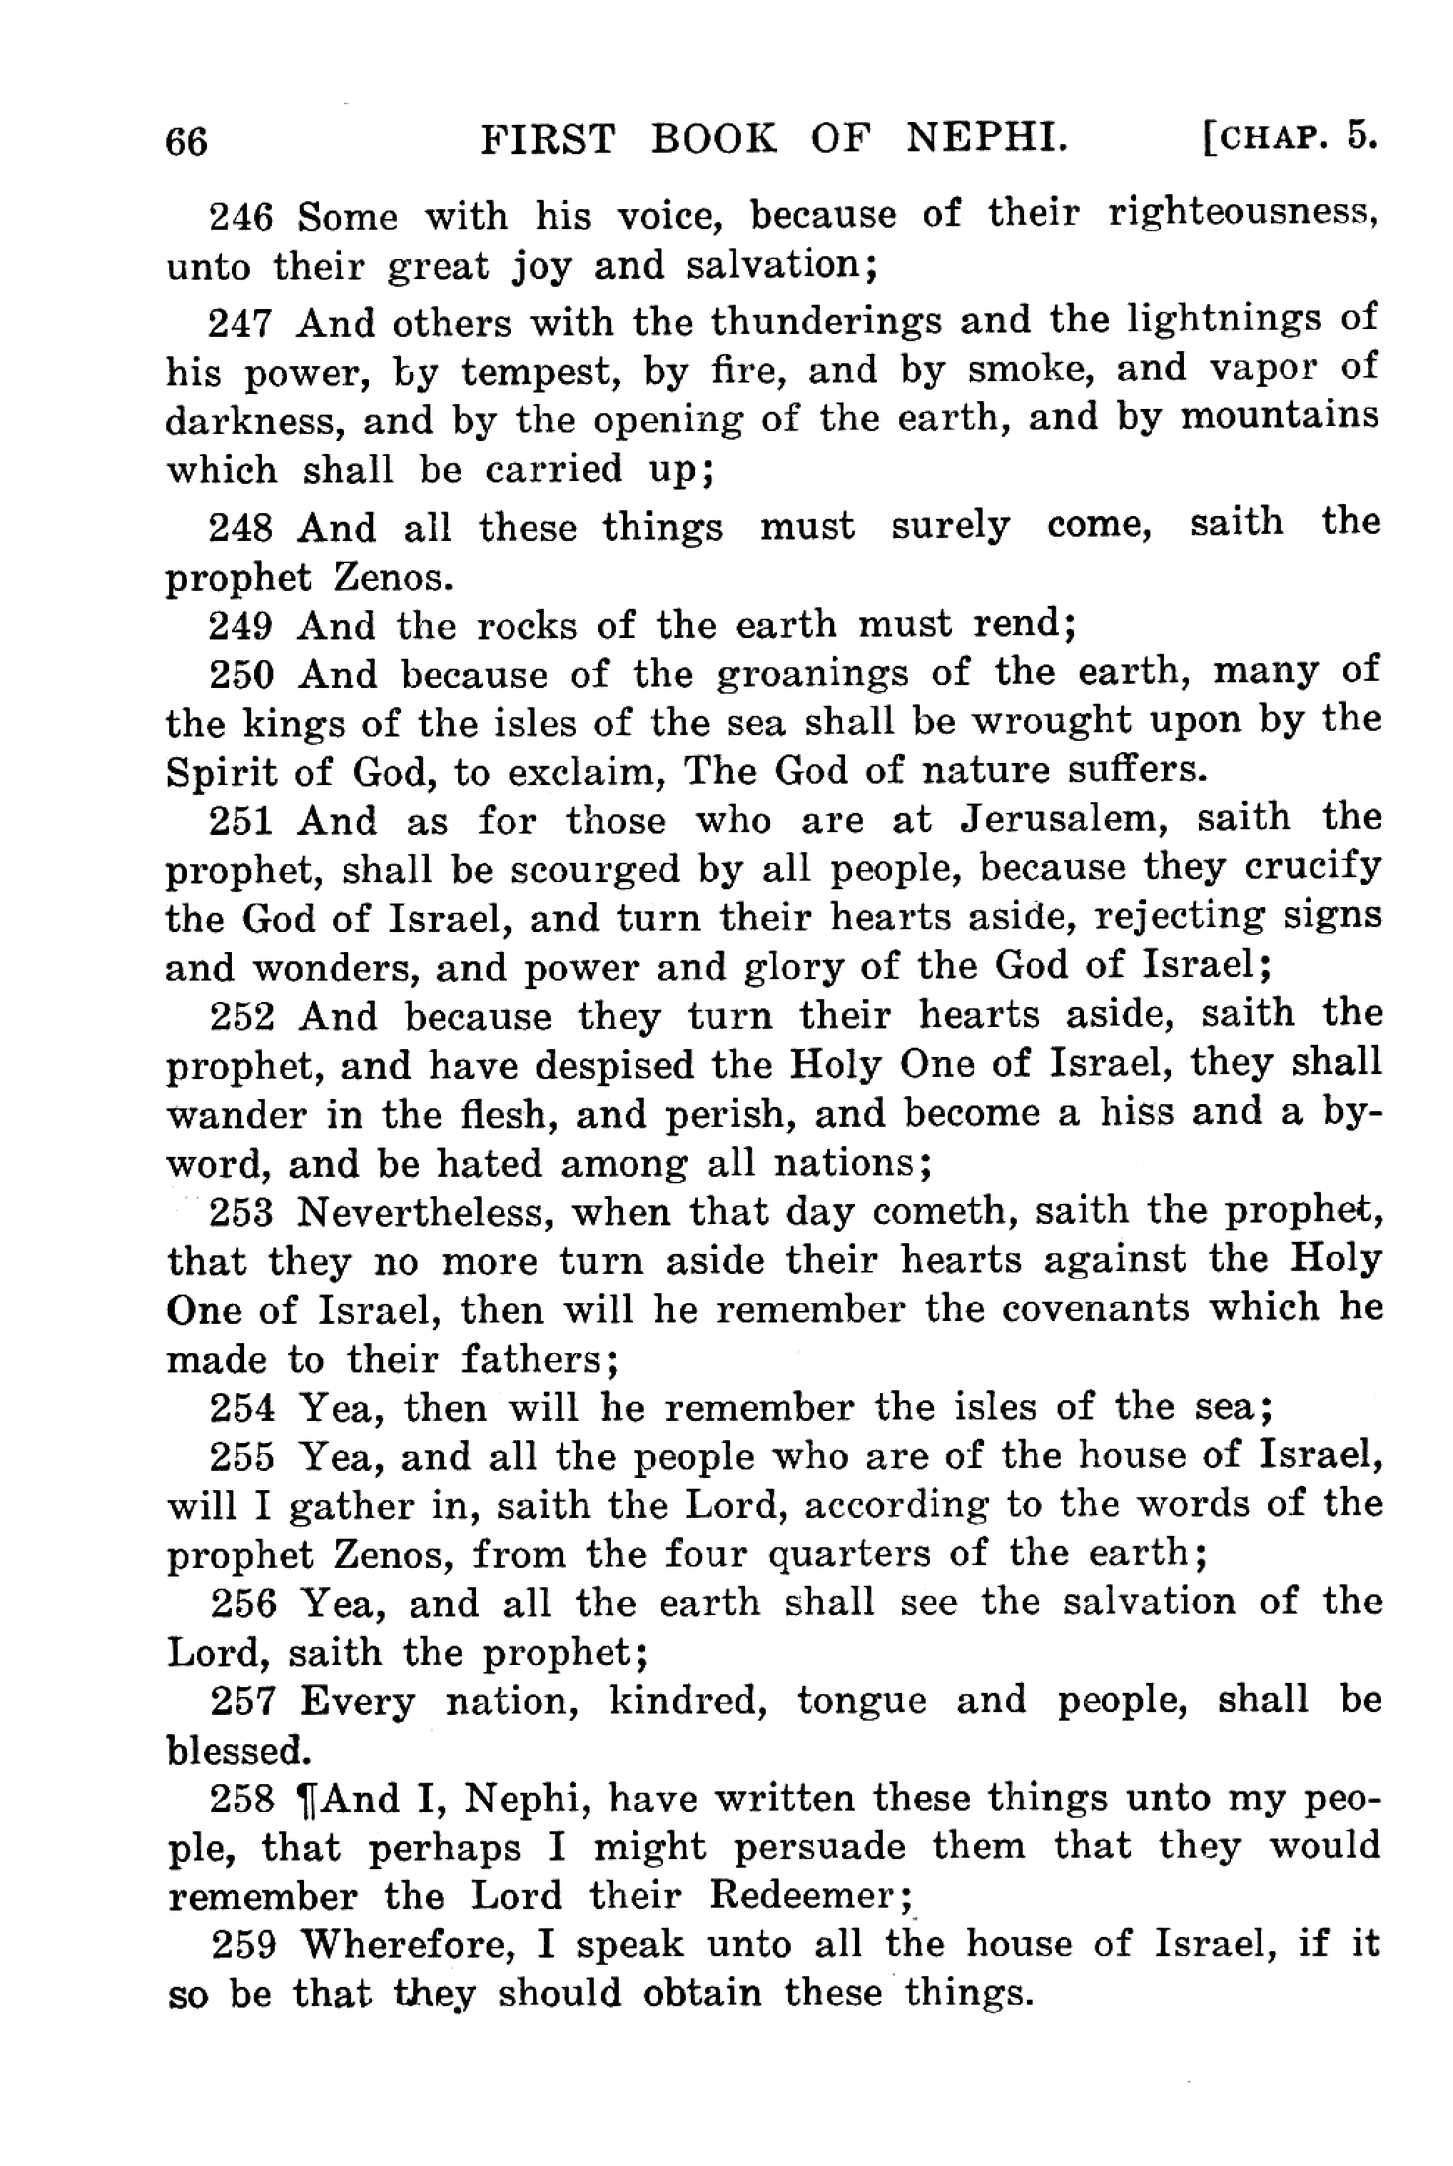 66 FIRST BOOK OF NEPHI. [CHAP. 5.
246 Some with his voice, because of their righteousness,
unto their great joy and salvation;
247 And others with the thunderings and the lightnings of
his power, by tempest, by fire, and by smoke, and vapor of
darkness, and by the opening of the earth, and by mountains
which shall be carried up;
248 And all these things must surely come, saith the
prophet Zenos.
249 And the rocks of the earth must rend;
250 And because of the groanings of the earth, many of
the kings of the isles of the sea shall be wrought upon by the
Spirit of God, to exclaim, The God of nature suffers.
251 And as for those who are at Jerusalem, saith the
prophet, shall be scourged by all people, because they crucify
the God of Israel, and turn their hearts aside, rejecting signs
and wonders, and power and glory of the God of Israel;
252 And because they turn their hearts aside, saith the
prophet, and have despised the Holy One of Israel, they shall
wander in the flesh, and perish, and become a hiss and a by-
word, and be hated among all nations;
253 Nevertheless, when that day cometh, saith the prophet,
that they no more turn aside their hearts against the Holy
One of Israel, then will he remember the covenants which he
made to their fathers;
254 Yea, then will he remember the isles of the sea;
255 Yea, and all the people who are of the house of Israel,
will I gather in, saith the Lord, according to the words of the
prophet Zenos, from the four quarters of the earth;
256 Yea, and all the earth shall see the salvation of the
Lord, saith the prophet;
257 Every nation, kindred, tongue and people, shall be
blessed.
258 ¶And I, Nephi, have written these things unto my peo-
ple, that perhaps I might persuade them that they would
remember the Lord their Redeemer;
259 Wherefore, I speak unto all the house of Israel, if it
so be that they should obtain these things.